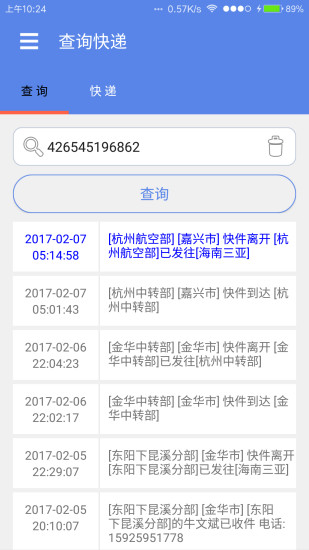 上午10:24
0.57K/s
89%
查询快递
查询
快递
426545196862
查询
2017-02-07
05:14:58
[杭州航空部] [嘉兴市] 快件离开 [杭
州航空部]已发往[海南三亚]
2017-02-07
05:01:43
[杭州中转部] [嘉兴市] 快件到达 [杭
州中转部]
2017-02-06
22:04:23
[金华中转部] [金华市] 快件离开 [金
华中转部]已发往[杭州中转部]
2017-02-06
22:02:17
[金华中转部] [金华市] 快件到达 [金
华中转部]
2017-02-05
22:29:07
[东阳下昆溪分部] [金华市] 快件离开
[东阳下昆溪分部]已发往[海南三亚]
2017-02-05
20:10:07
[东阳下昆溪分部] [金华市] [东阳
下昆溪分部]的牛文斌已收件 电话:
15925951778